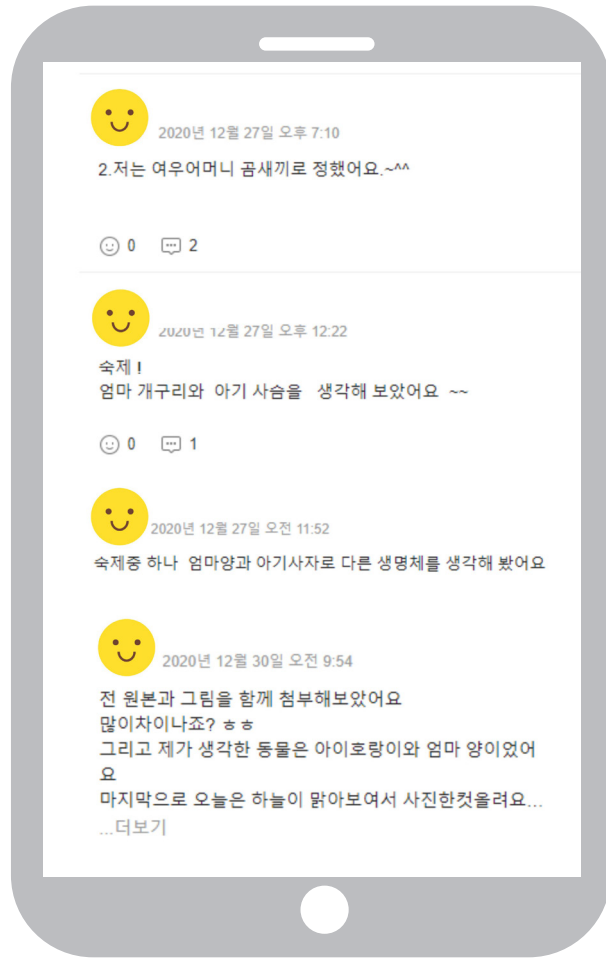 2020년 12월 27일 오후 7:10
2.저는 여우어머니 곰새끼로 정했어요.~^^
0 2
2020년 12월 27일 오후 12:22
숙제 !
엄마 개구리와 아기 사슴을 생각해 보았어요 ~~
0 1
2020년 12월 27일 오전 11:52
숙제중 하나 엄마양과 아기사자로 다른 생명체를 생각해 봤어요
2020년 12월 30일 오전 9:54
전 원본과 그림을 함께 첨부해보았어요
많이차이나죠? ㅎㅎ
그리고 제가 생각한 동물은 아이호랑이와 엄마 양이었어
요
마지막으로 오늘은 하늘이 맑아보여서 사진한컷올려요...
...더보기